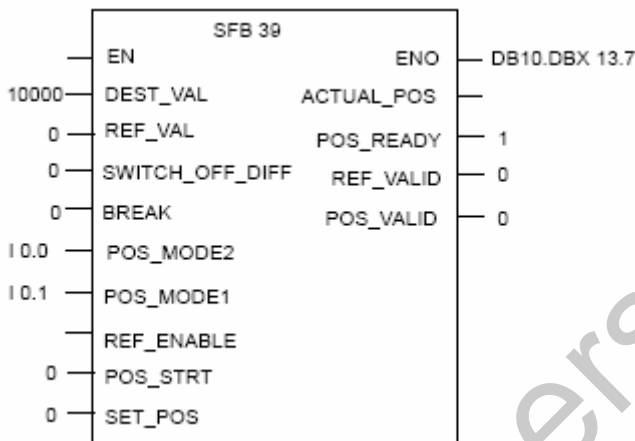 SFB 39
EN ENO DB10.DBX 13.7
10000 DEST_VAL ACTUAL_POS
0 REF_VAL POS_READY 1
0 SWITCH_OFF_DIFF REF_VALID 0
0 BREAK POS_VALID 0
I 0.0 POS_MODE2
I 0.1 POS_MODE1
REF_ENABLE
0 POS_STRT
0 SET_POS
ers